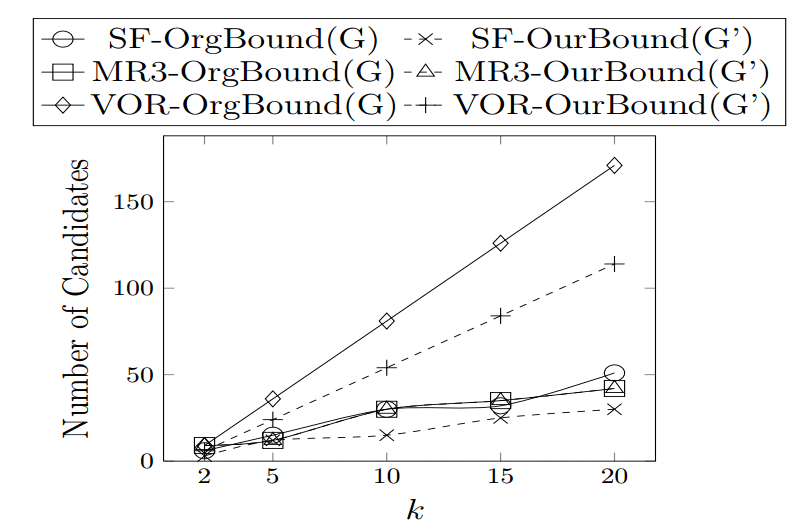 SF-OrgBound(G) SF-OurBound(G')
MR3-OrgBound(G) MR3-OurBound(G')
VOR-OrgBound(G) VOR-OurBound(G')
Number of Candidates
150
100
50
0
2 5 10 15 20
k